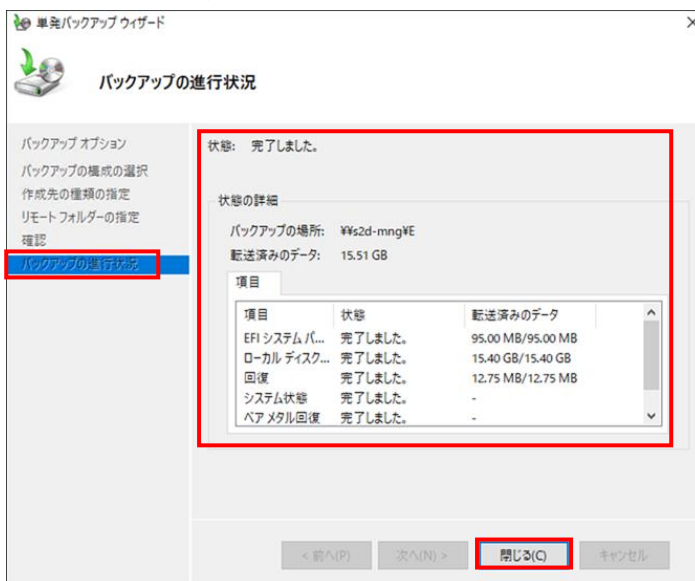 単発バックアップ ウィザード
バックアップの進行状況
バックアップ オプション
バックアップの構成の選択
作成先の種類の指定
リモート フォルダーの指定
確認
バックアップの進行状況
状態: 完了しました。
状態の詳細
バックアップの場所: ¥¥s2d-mng¥E
転送済みのデータ: 15.51 GB
項目
項目 状態 転送済みのデータ
EFI システム パ... 完了しました。 95.00 MB/95.00 MB
ローカル ディスク... 完了しました。 15.40 GB/15.40 GB
回復 完了しました。 12.75 MB/12.75 MB
システム状態 完了しました。 -
ベア メタル回復 完了しました。 -
< 前へ(P) 次へ(N) > 閉じる(C) キャンセル